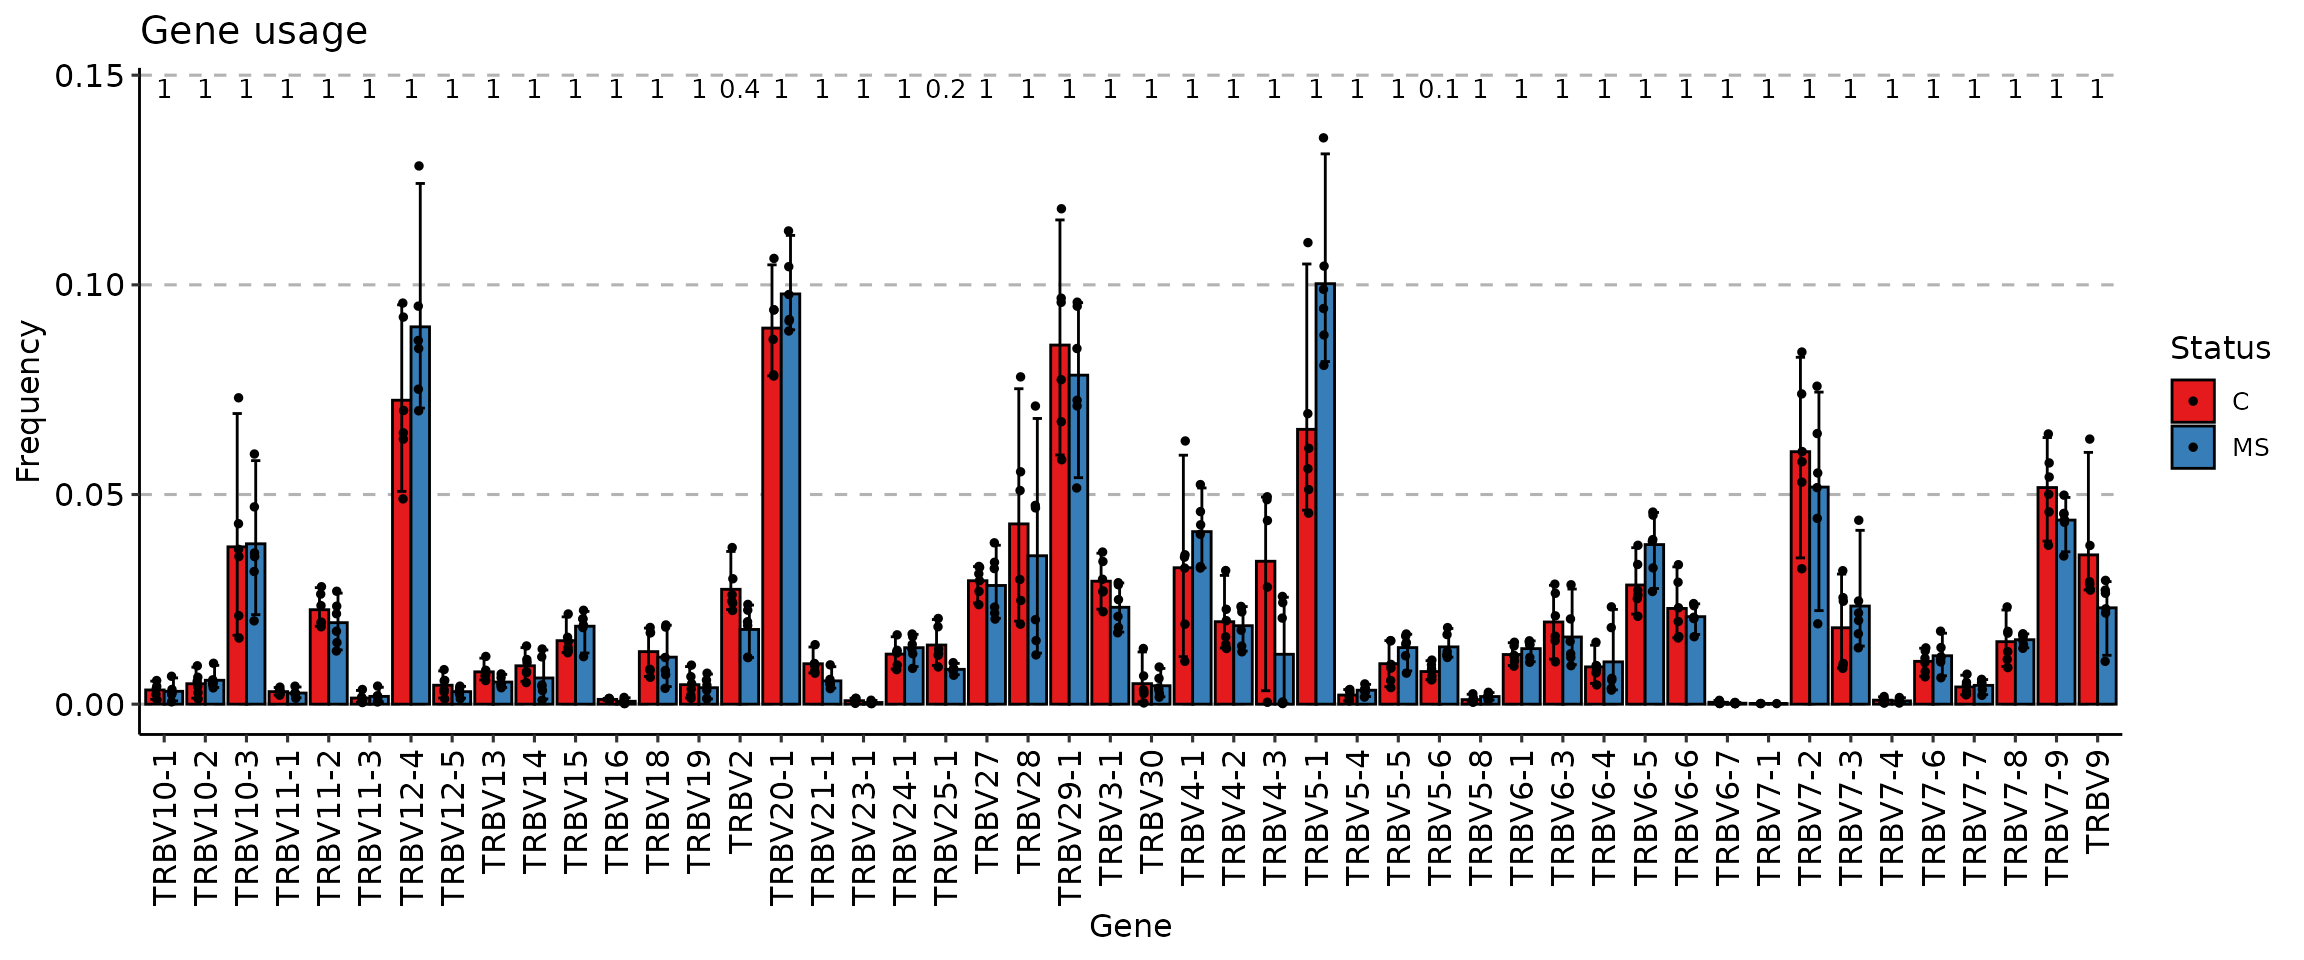 Gene usage
0.15
1 1 1 1 1 1 1 1 1 1 1 1 1 1 0.4 1 1 1 1 0.2 1 1 1 1 1 1 1 1 1 1 1 0.1 1 1 1 1 1 1 1 1 1 1 1 1 1 1 1 1
0.10
0.05
0.00
Frequency
TRBV10-1
TRBV10-2
TRBV10-3
TRBV11-1
TRBV11-2
TRBV11-3
TRBV12-4
TRBV12-5
TRBV13
TRBV14
TRBV15
TRBV16
TRBV18
TRBV19
TRBV2
TRBV20-1
TRBV21-1
TRBV23-1
TRBV24-1
TRBV25-1
TRBV27
TRBV28
TRBV29-1
TRBV3-1
TRBV30
TRBV4-1
TRBV4-2
TRBV4-3
TRBV5-1
TRBV5-4
TRBV5-5
TRBV5-6
TRBV5-8
TRBV6-1
TRBV6-3
TRBV6-4
TRBV6-5
TRBV6-6
TRBV6-7
TRBV7-1
TRBV7-2
TRBV7-3
TRBV7-4
TRBV7-6
TRBV7-7
TRBV7-8
TRBV7-9
TRBV9
Gene
Status
C
MS